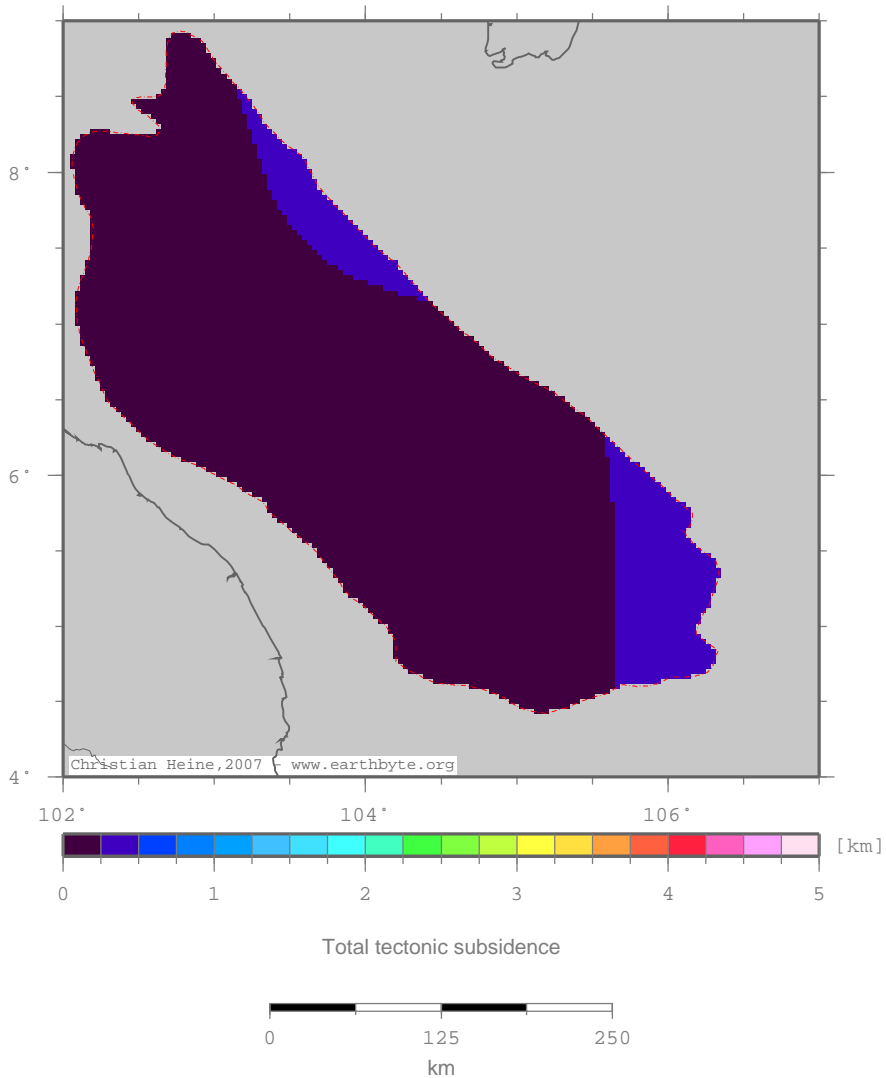 8°
6°
4°
Christian Heine,2007 - www.earthbyte.org
102° 104° 106°
[km]
0 1 2 3 4 5
Total tectonic subsidence
0 125 250
km